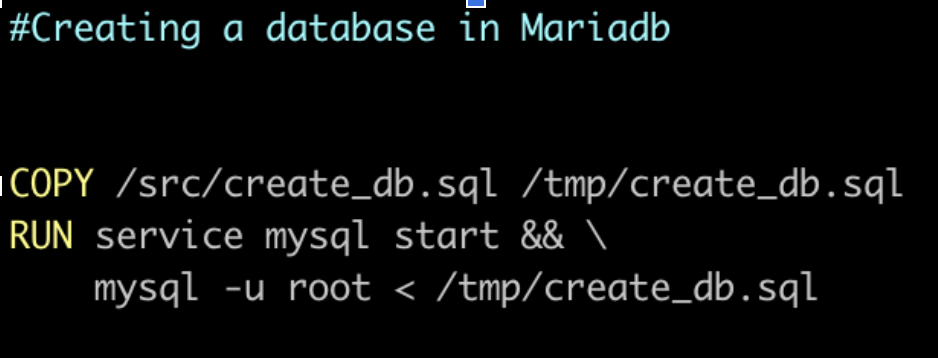 #Creating a database in Mariadb
COPY /src/create_db.sql /tmp/create_db.sql
RUN service mysql start && \
    mysql -u root < /tmp/create_db.sql